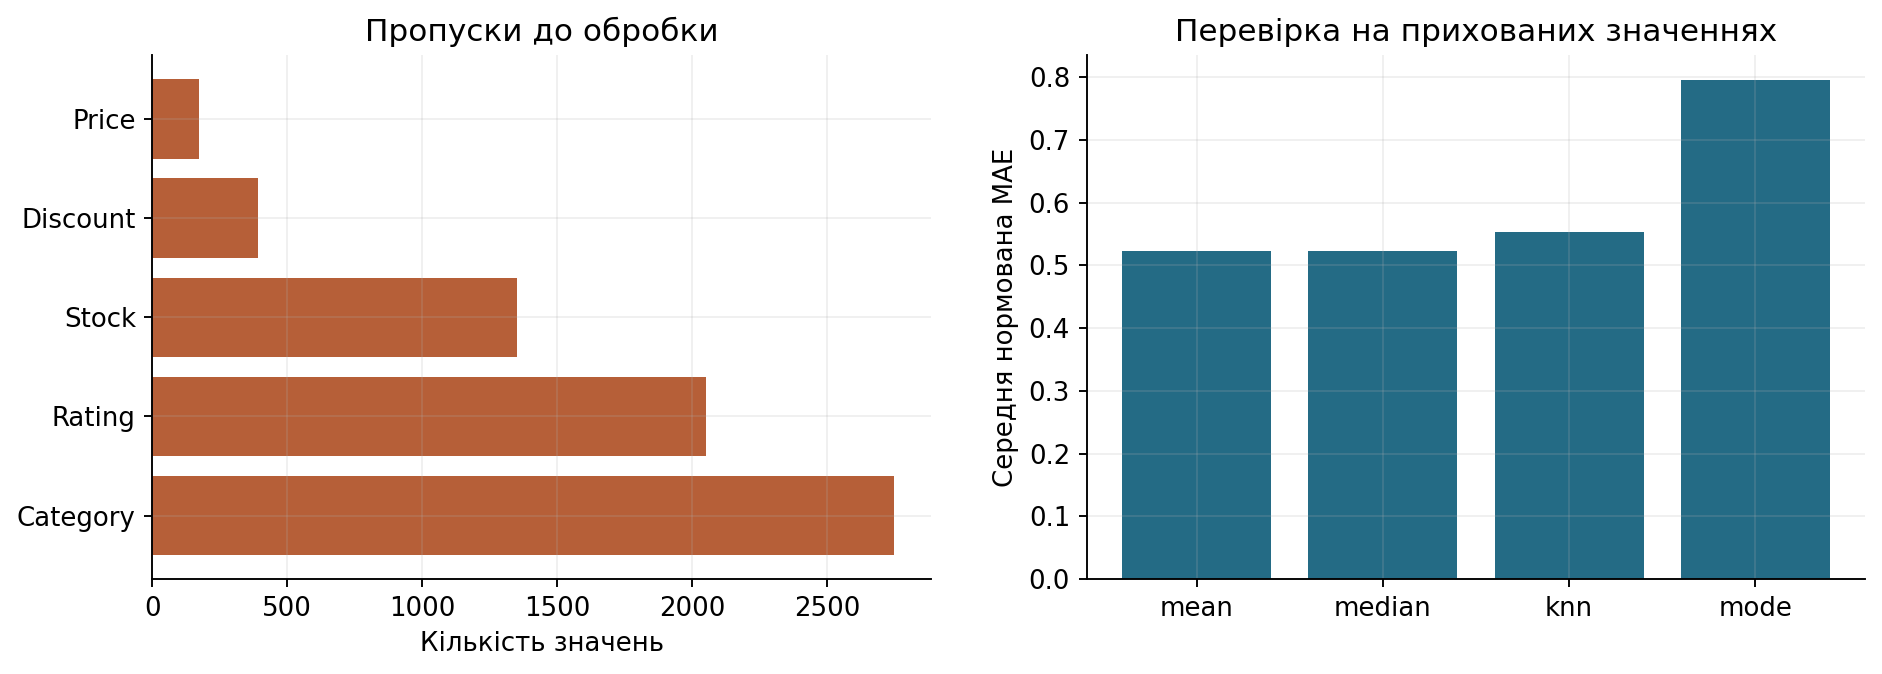 Пропуски до обробки
Price
Discount
Stock
Rating
Category
0 500 1000 1500 2000 2500
Кількість значень
Перевірка на прихованих значеннях
Середня нормована MAE
0.8
0.7
0.6
0.5
0.4
0.3
0.2
0.1
0.0
mean median knn mode